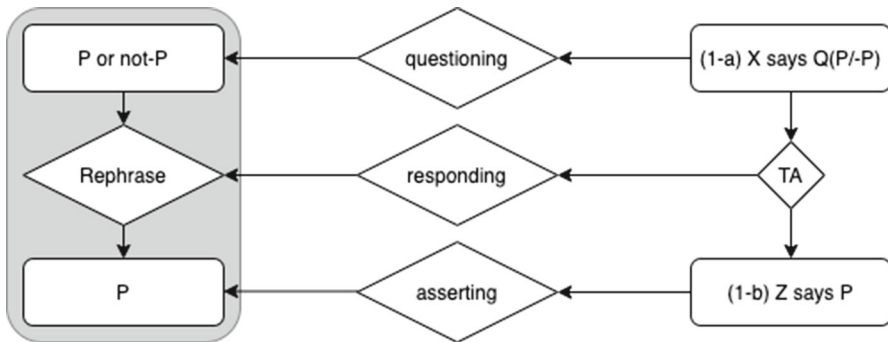 P or not-P
questioning
(1-a) X says Q(P/-P)
Rephrase
responding
TA
P
asserting
(1-b) Z says P